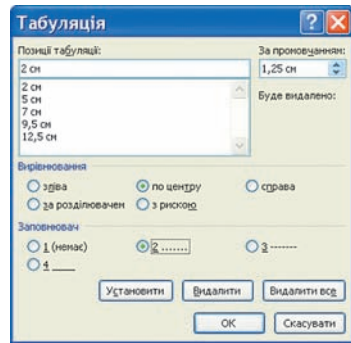 Табуляція
Позиції табуляції: За промовчанням:
2 см 1,25 см
2 см Буде видалено:
5 см
7 см
9,5 см
12,5 см
Вирівнювання
зліва по центру справа
за розділювачем з рискою
Заповнювач
1 (немає) 2 ....... 3 -------
4 ____
Установити Видалити Видалити все
ОК Скасувати